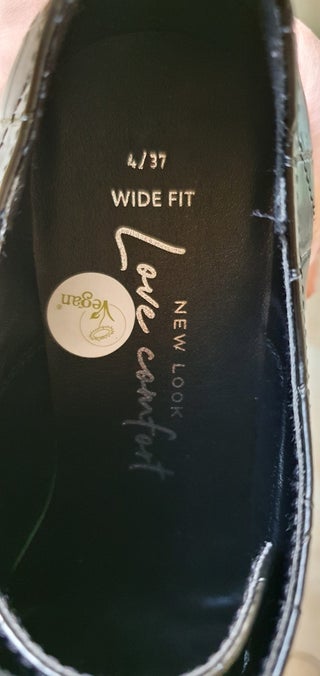 4/37
WIDE FIT
Love comfort
NEW LOOK
Vegan